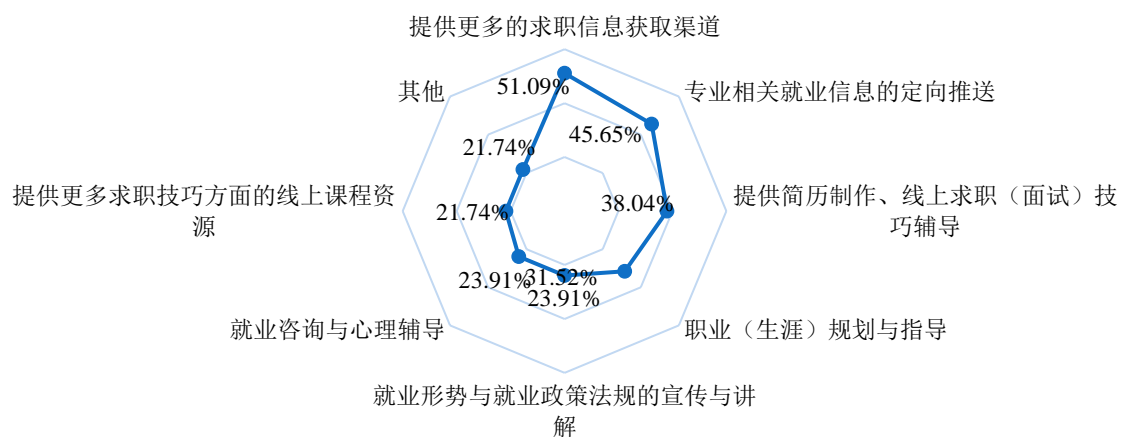 提供更多的求职信息获取渠道
51.09%
其他
专业相关就业信息的定向推送
45.65%
21.74%
提供更多求职技巧方面的线上课程资
源
21.74%
38.04%
提供简历制作、线上求职（面试）技
巧辅导
23.91%
31.52%
23.91%
就业咨询与心理辅导
职业（生涯）规划与指导
就业形势与就业政策法规的宣传与讲
解